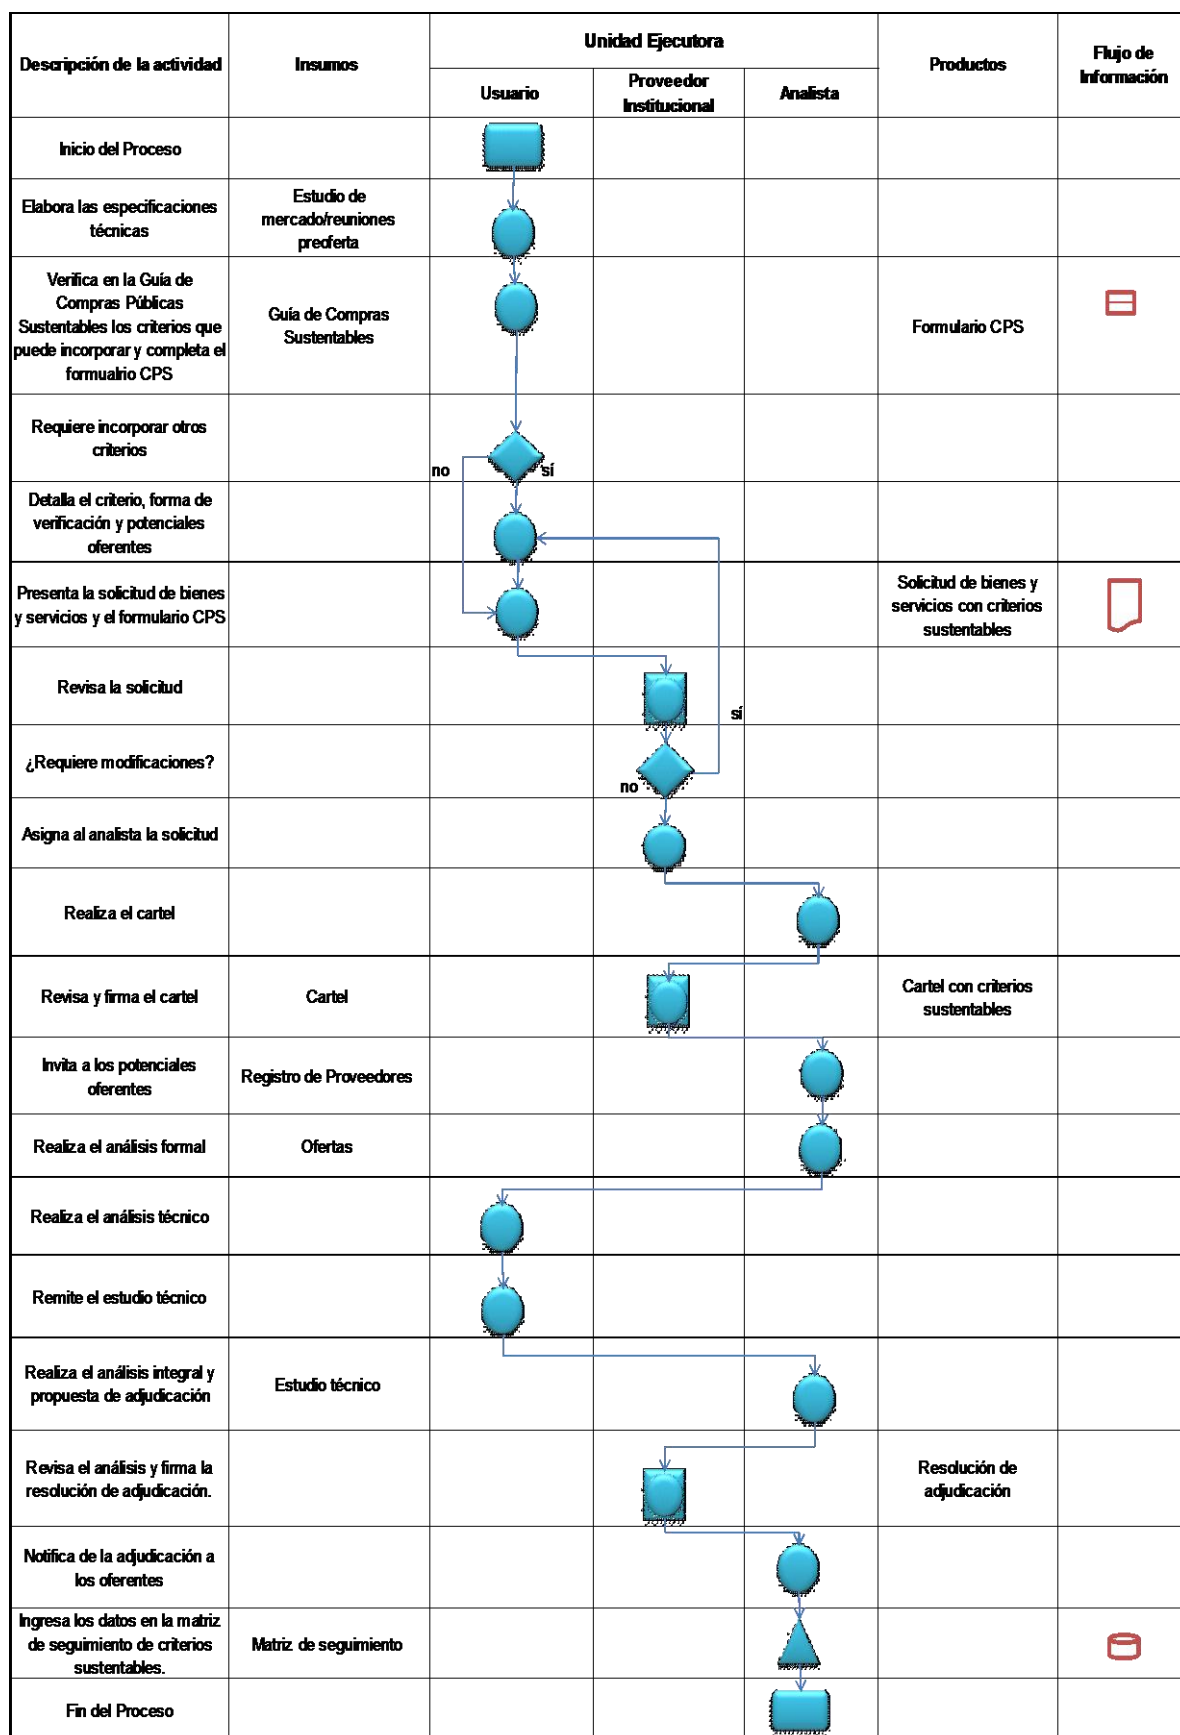 Descripción de la actividad
Insumos
Unidad Ejecutora
Usuario
Proveedor
Institucional
Analista
Productos
Flujo de
Información
Inicio del Proceso
Elabora las especificaciones
técnicas
Estudio de
mercado/reuniones
preoferta
Verifica en la Guía de
Compras Públicas
Sustentables los criterios que
puede incorporar y completa el
formualrio CPS
Guía de Compras
Sustentables
Formulario CPS
Requiere incorporar otros
criterios
no
sí
Detalla el criterio, forma de
verificación y potenciales
oferentes
Presenta la solicitud de bienes
y servicios y el formulario CPS
Solicitud de bienes y
servicios con criterios
sustentables
Revisa la solicitud
sí
¿Requiere modificaciones?
no
Asigna al analista la solicitud
Realiza el cartel
Revisa y firma el cartel
Cartel
Cartel con criterios
sustentables
Invita a los potenciales
oferentes
Registro de Proveedores
Realiza el análisis formal
Ofertas
Realiza el análisis técnico
Remite el estudio técnico
Realiza el análisis integral y
propuesta de adjudicación
Estudio técnico
Revisa el análisis y firma la
resolución de adjudicación.
Resolución de
adjudicación
Notifica de la adjudicación a
los oferentes
Ingresa los datos en la matriz
de seguimiento de criterios
sustentables.
Matriz de seguimiento
Fin del Proceso